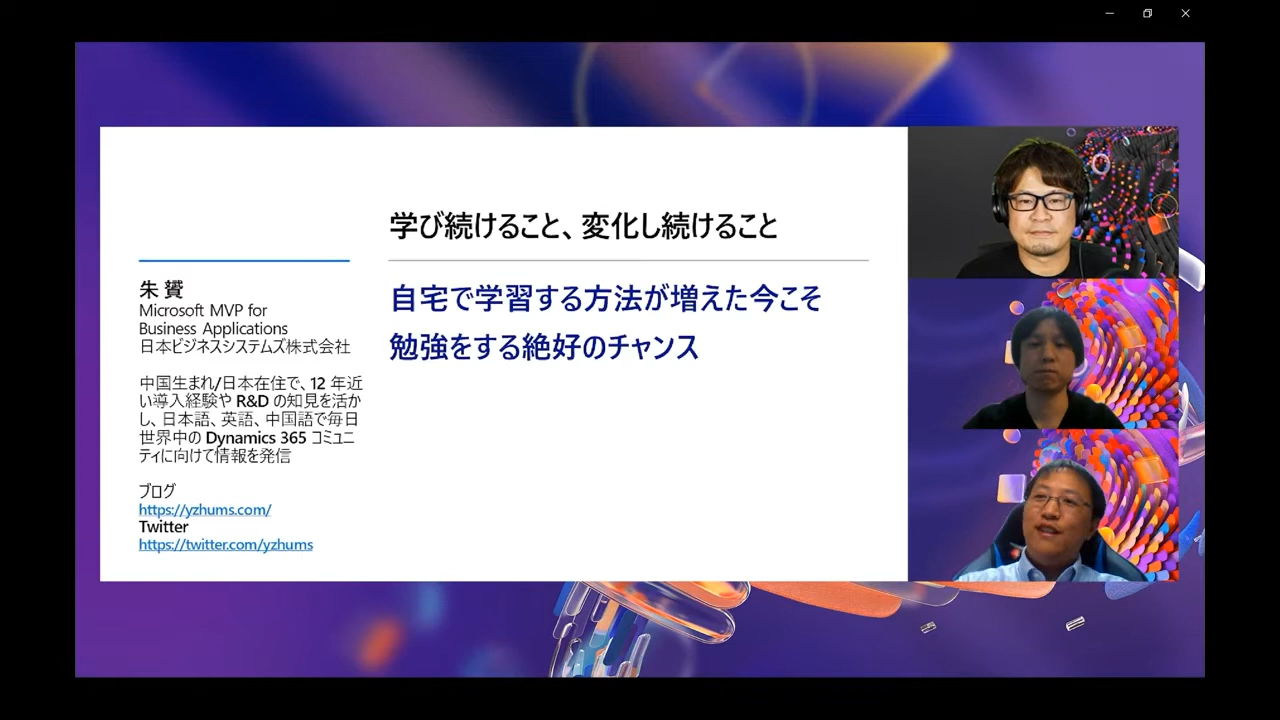 学び続けること、変化し続けること
自宅で学習する方法が増えた今こそ
勉強をする絶好のチャンス
朱 贇
Microsoft MVP for
Business Applications
日本ビジネスシステムズ株式会社
中国生まれ/日本在住で、12 年近
い導入経験や R&D の知見を活か
し、日本語、英語、中国語で毎日
世界中の Dynamics 365 コミュニ
ティに向けて情報を発信
ブログ
https://yzhums.com/
Twitter
https://twitter.com/yzhums